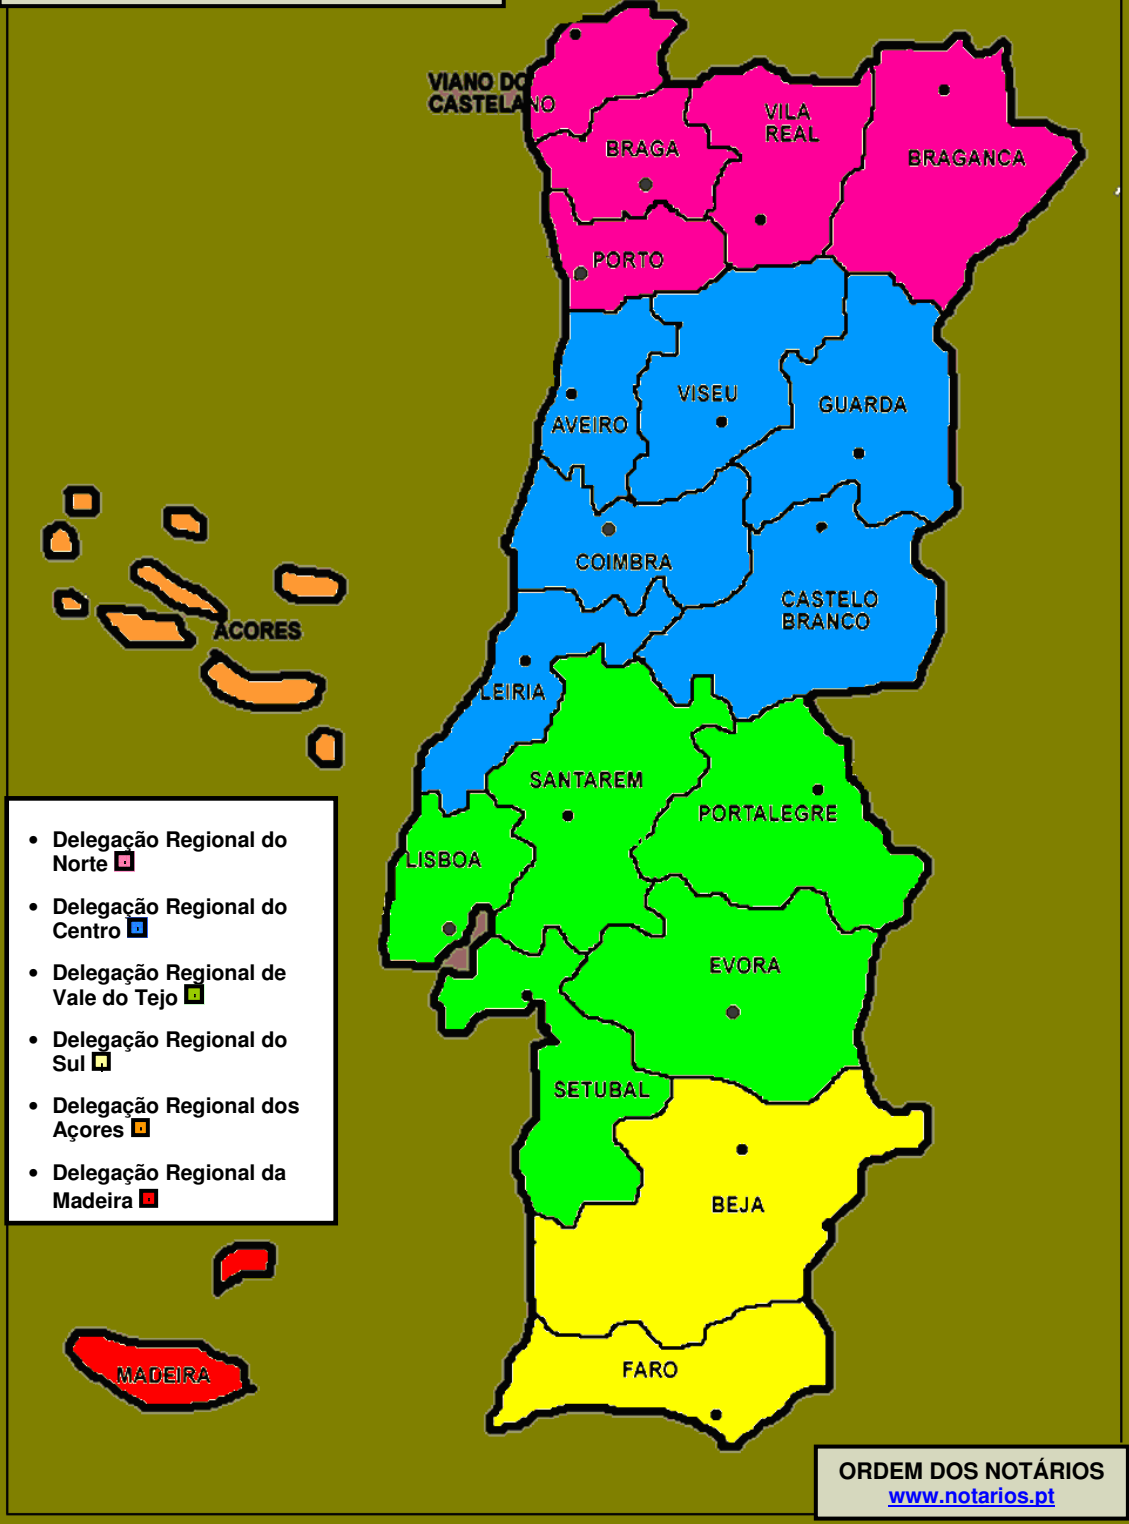 VIANO DO
CASTELANO
BRAGA
VILA
REAL
BRAGANCA
PORTO
AVEIRO
VISEU
GUARDA
COIMBRA
CASTELO
BRANCO
ACORES
LEIRIA
SANTAREM
PORTALEGRE
LISBOA
EVORA
SETUBAL
BEJA
FARO
MADEIRA
• Delegação Regional do
Norte
• Delegação Regional do
Centro
• Delegação Regional de
Vale do Tejo
• Delegação Regional do
Sul
• Delegação Regional dos
Açores
• Delegação Regional da
Madeira
ORDEM DOS NOTÁRIOS
www.notarios.pt